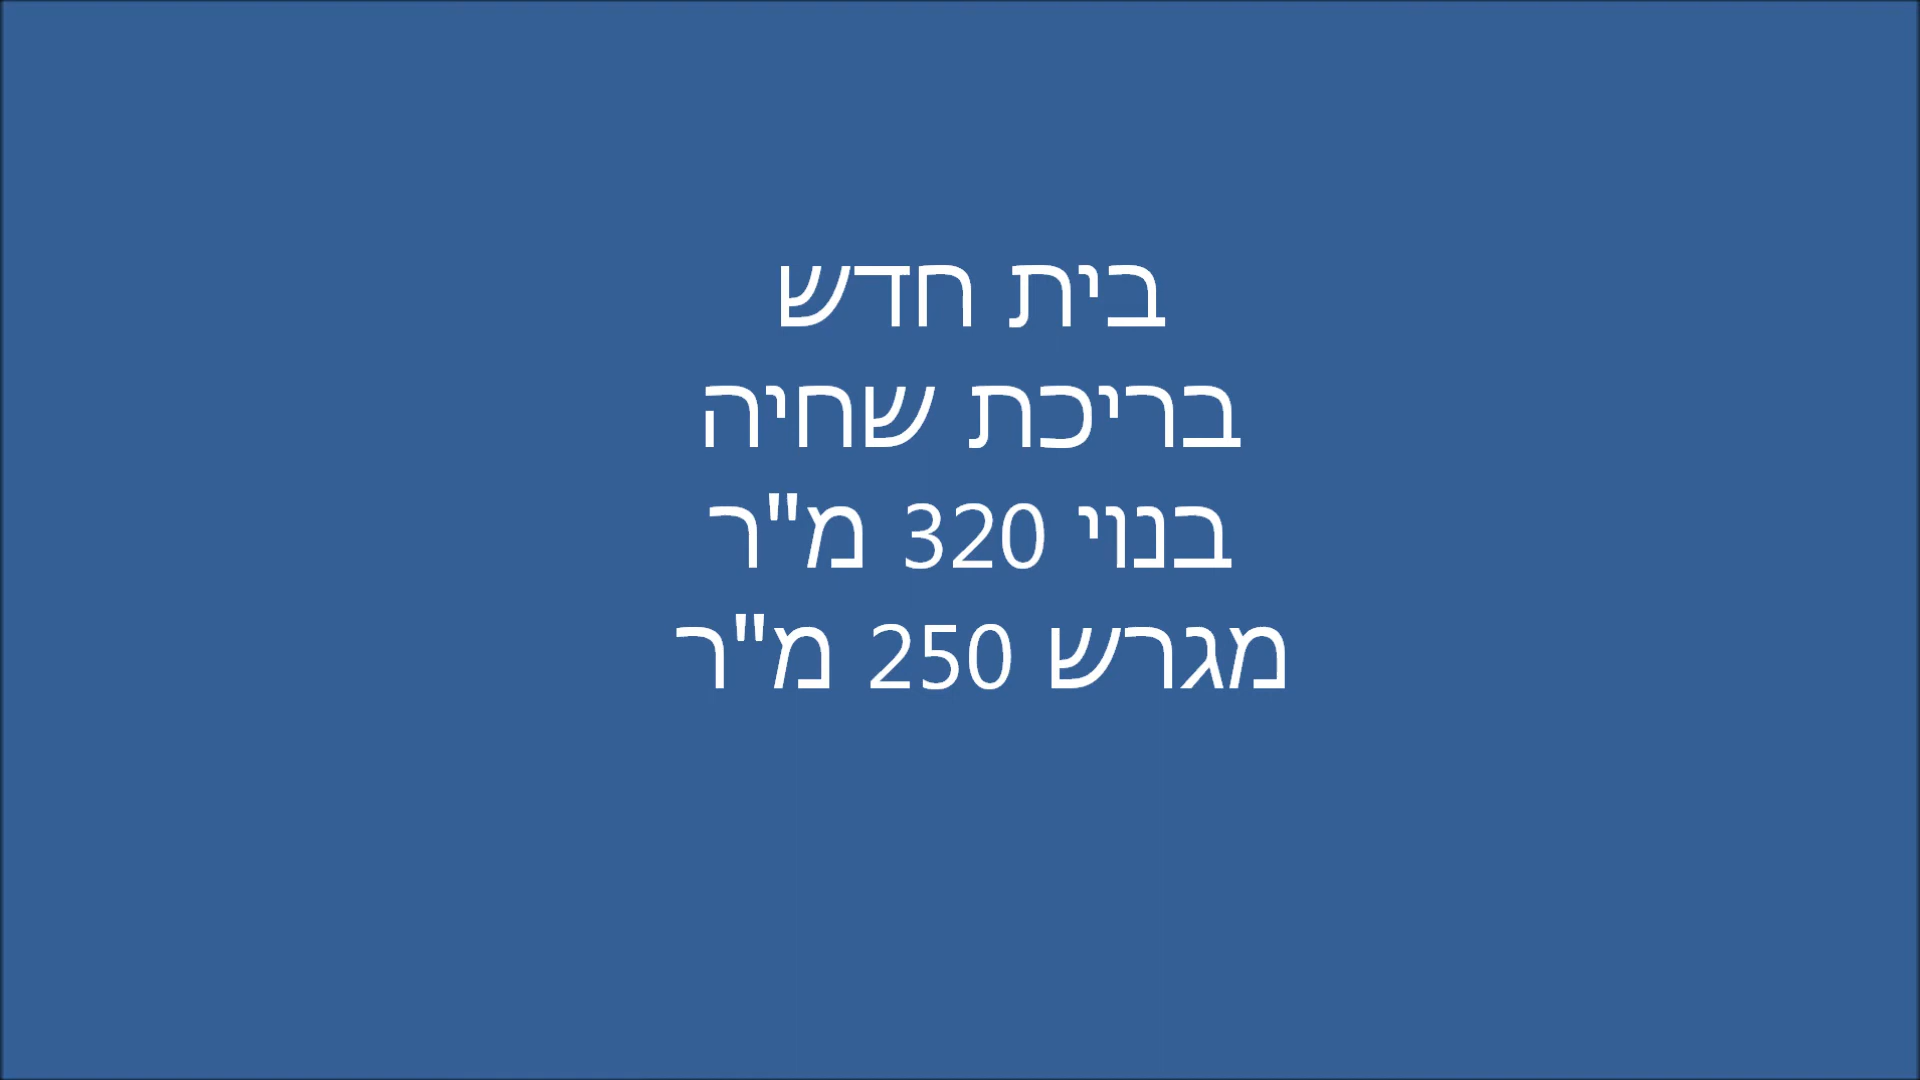 בית חדש
בריכת שחיה
בנוי 320 מ"ר
מגרש 250 מ"ר